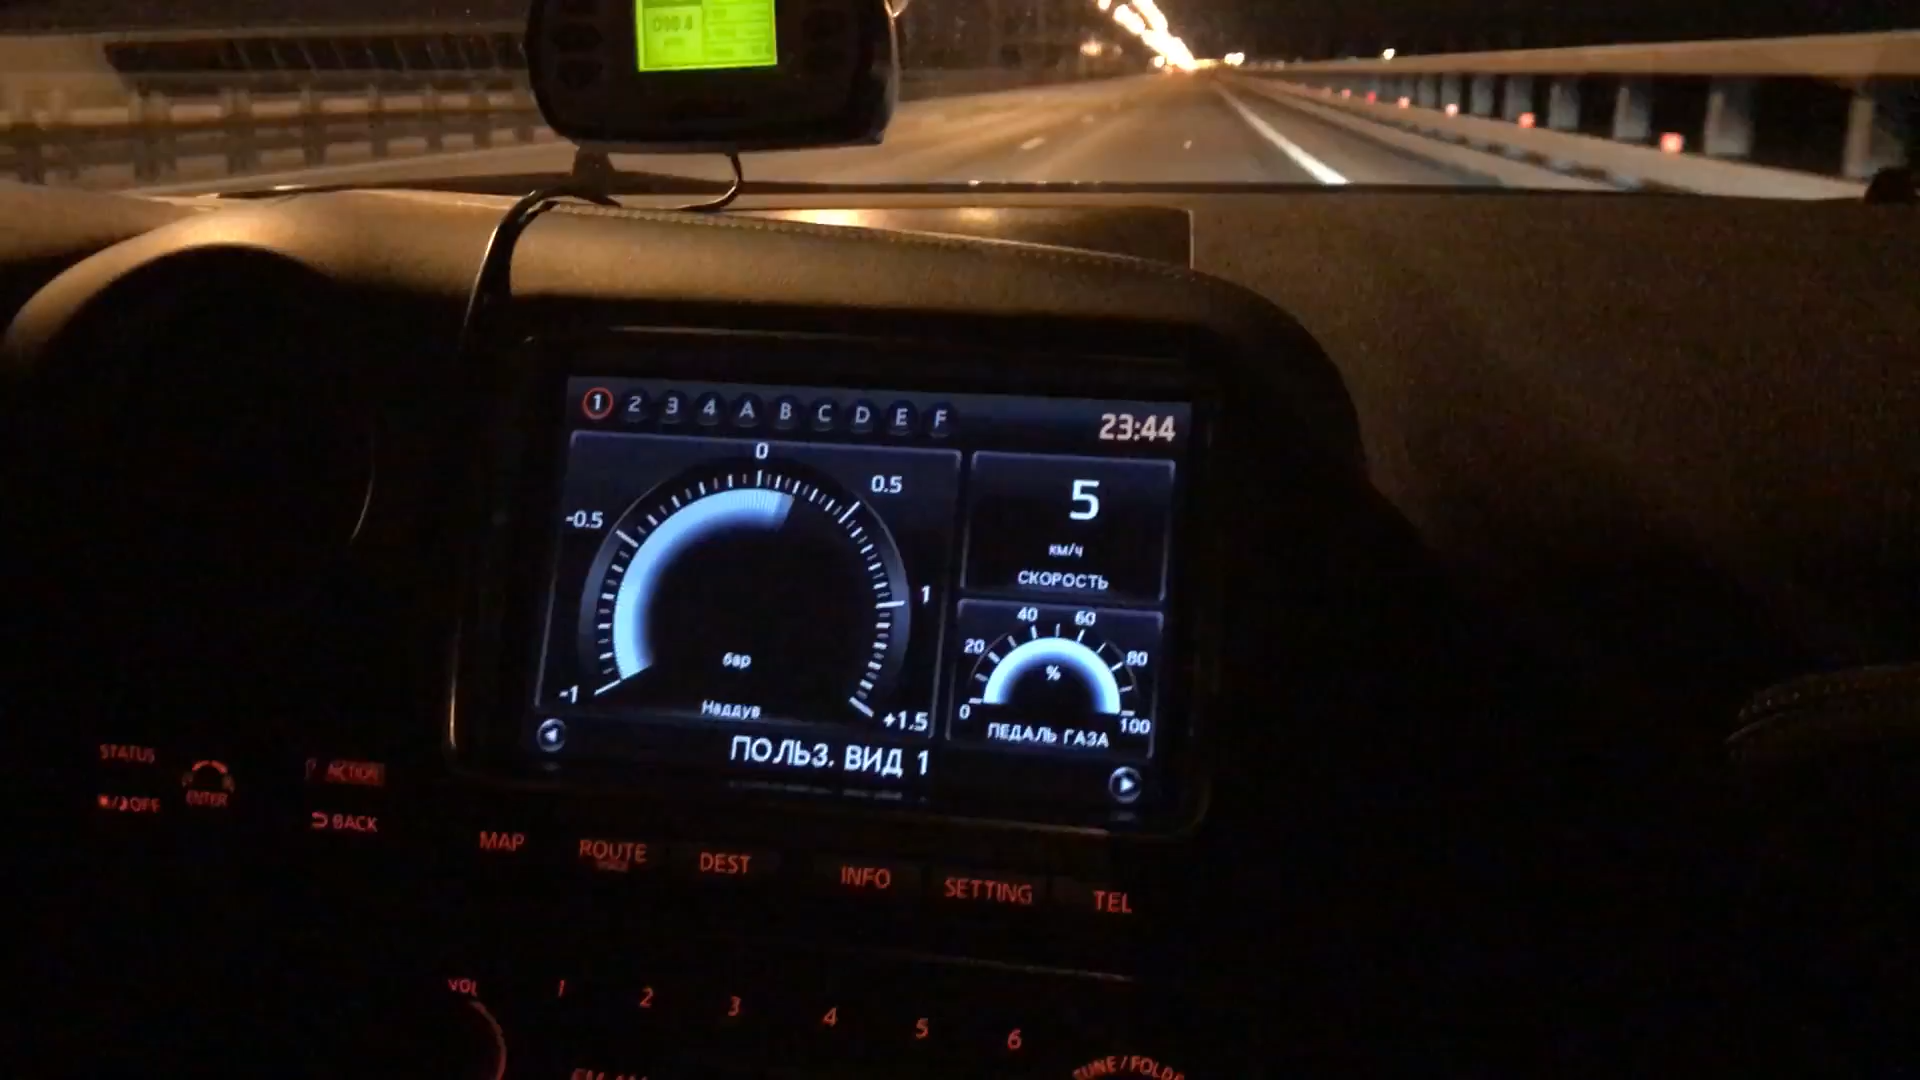 1 2 3 4 A B C D E F
23:44
0
0.5
-0.5
1
-1
+1.5
бар
Наддув
5
км/ч
СКОРОСТЬ
0 20 40 60 80 100
%
ПЕДАЛЬ ГАЗА
ПОЛЬЗ. ВИД 1
STATUS
ENTER
OFF
ACTION
BACK
MAP
ROUTE
DEST
INFO
SETTING
TEL
VOL
1 2 3 4 5 6